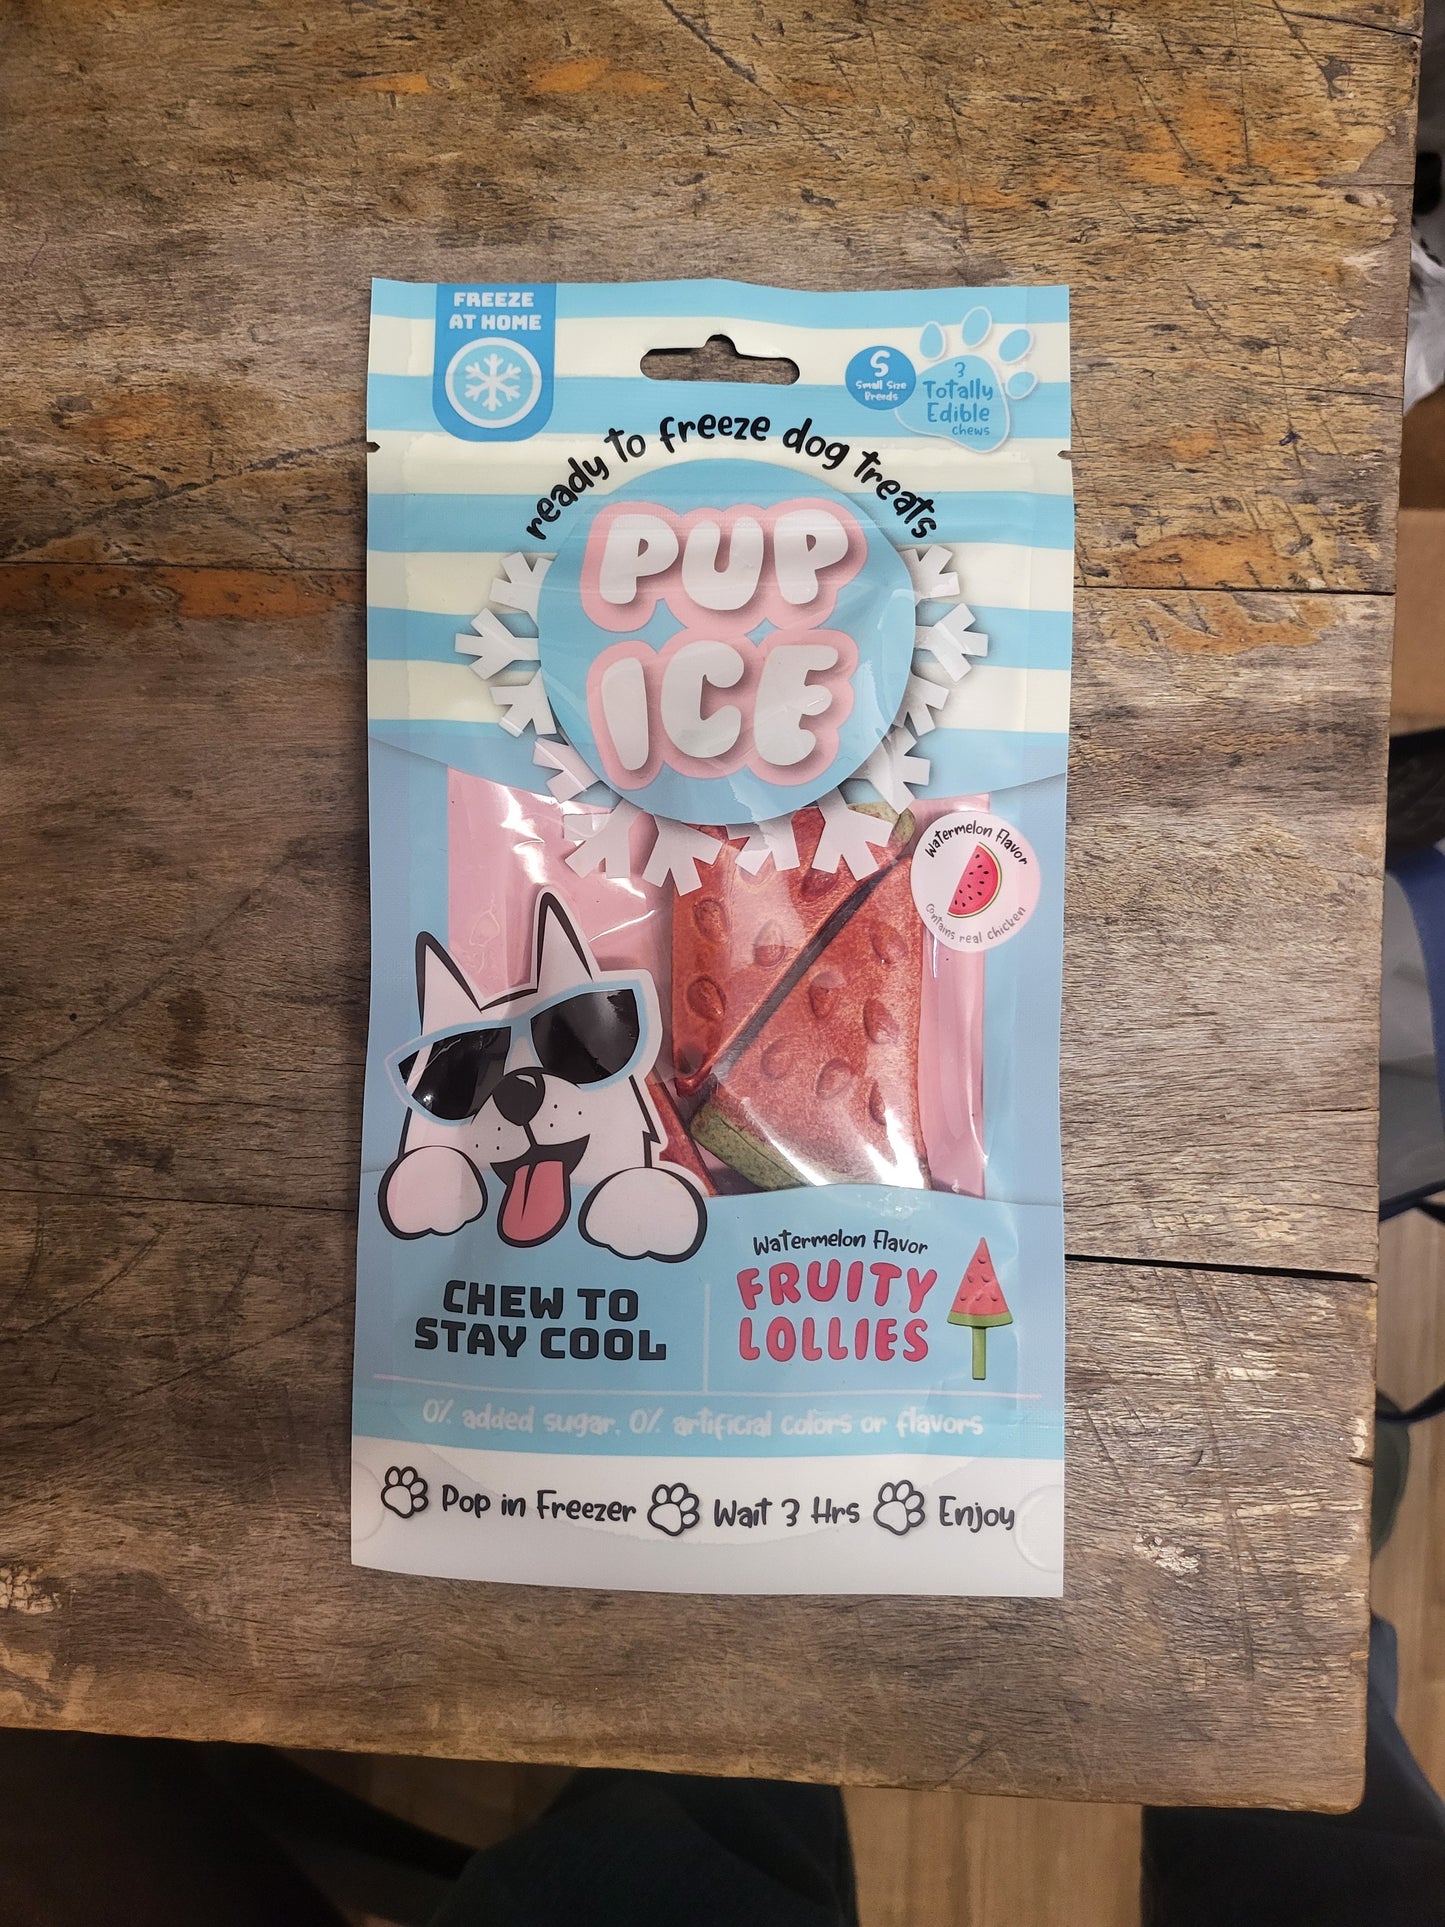 FREEZE
AT HOME
S
Small Size
Breeds
3
Totally
Edible
chews
ready to freeze dog treats
PUP
ICE
Watermelon Flavor
Contains real chicken
CHEW TO
STAY COOL
Watermelon Flavor
FRUITY
LOLLIES
0% added sugar, 0% artificial colors or flavors
Pop in Freezer Wait 3 Hrs Enjoy